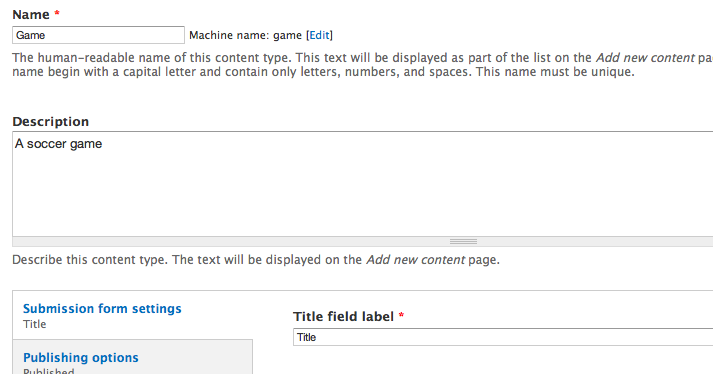 Name *
Game Machine name: game [Edit]
The human-readable name of this content type. This text will be displayed as part of the list on the Add new content
name begin with a capital letter and contain only letters, numbers, and spaces. This name must be unique.
Description
A soccer game
Describe this content type. The text will be displayed on the Add new content page.
Submission form settings
Title
Title field label *
Title
Publishing options
Published